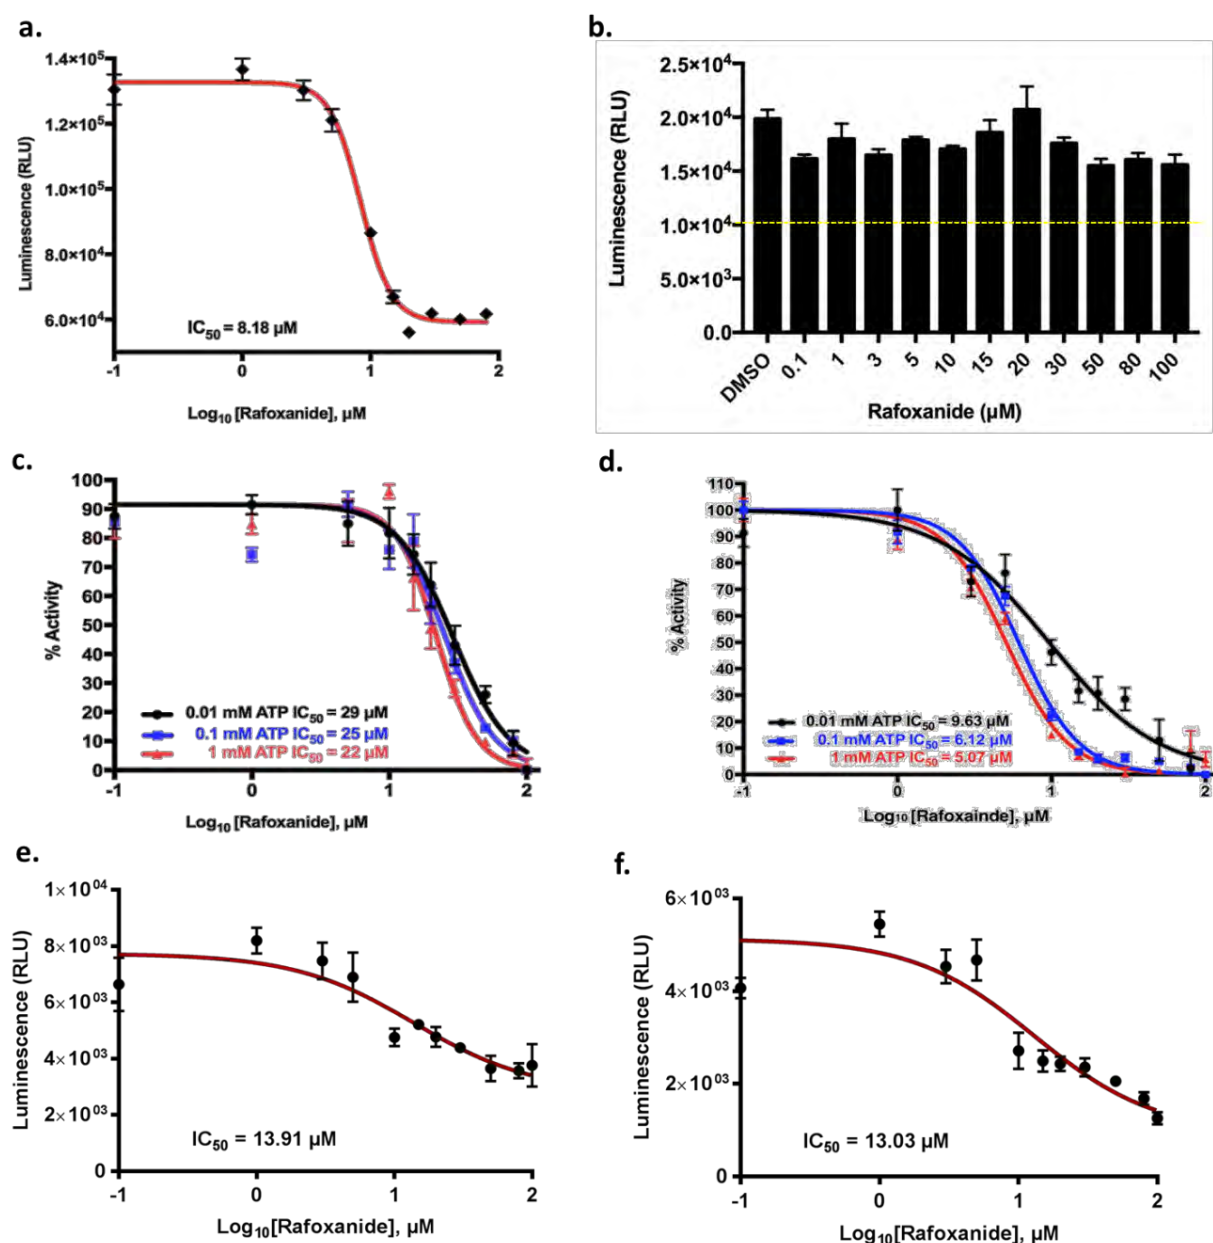 a.
1.4×10⁵
1.2×10⁵
1.0×10⁵
8.0×10⁴
6.0×10⁴
Luminescence (RLU)
IC₅₀ = 8.18 µM
-1 0 1 2
Log₁₀ [Rafoxanide], µM
b.
2.5×10⁴
2.0×10⁴
1.5×10⁴
1.0×10⁴
5.0×10³
0.0
Luminescence (RLU)
DMSO 0.1 1 3 5 10 15 20 30 50 80 100
Rafoxanide (µM)
c.
100
90
80
70
60
50
40
30
20
10
0
% Activity
0.01 mM ATP IC₅₀ = 29 µM
0.1 mM ATP IC₅₀ = 25 µM
1 mM ATP IC₅₀ = 22 µM
-1 0 1 2
Log₁₀ [Rafoxanide], µM
d.
110
100
90
80
70
60
50
40
30
20
10
0
% Activity
0.01 mM ATP IC₅₀ = 9.63 µM
0.1 mM ATP IC₅₀ = 6.12 µM
1 mM ATP IC₅₀ = 5.07 µM
-1 0 1 2
Log₁₀ [Rafoxainde], µM
e.
1×10⁰⁴
8×10⁰³
6×10⁰³
4×10⁰³
2×10⁰³
0
Luminescence (RLU)
IC₅₀ = 13.91 µM
-1 0 1 2
Log₁₀[Rafoxanide], µM
f.
6×10⁰³
4×10⁰³
2×10⁰³
0
Luminescence (RLU)
IC₅₀ = 13.03 µM
-1 0 1 2
Log₁₀[Rafoxanide], µM